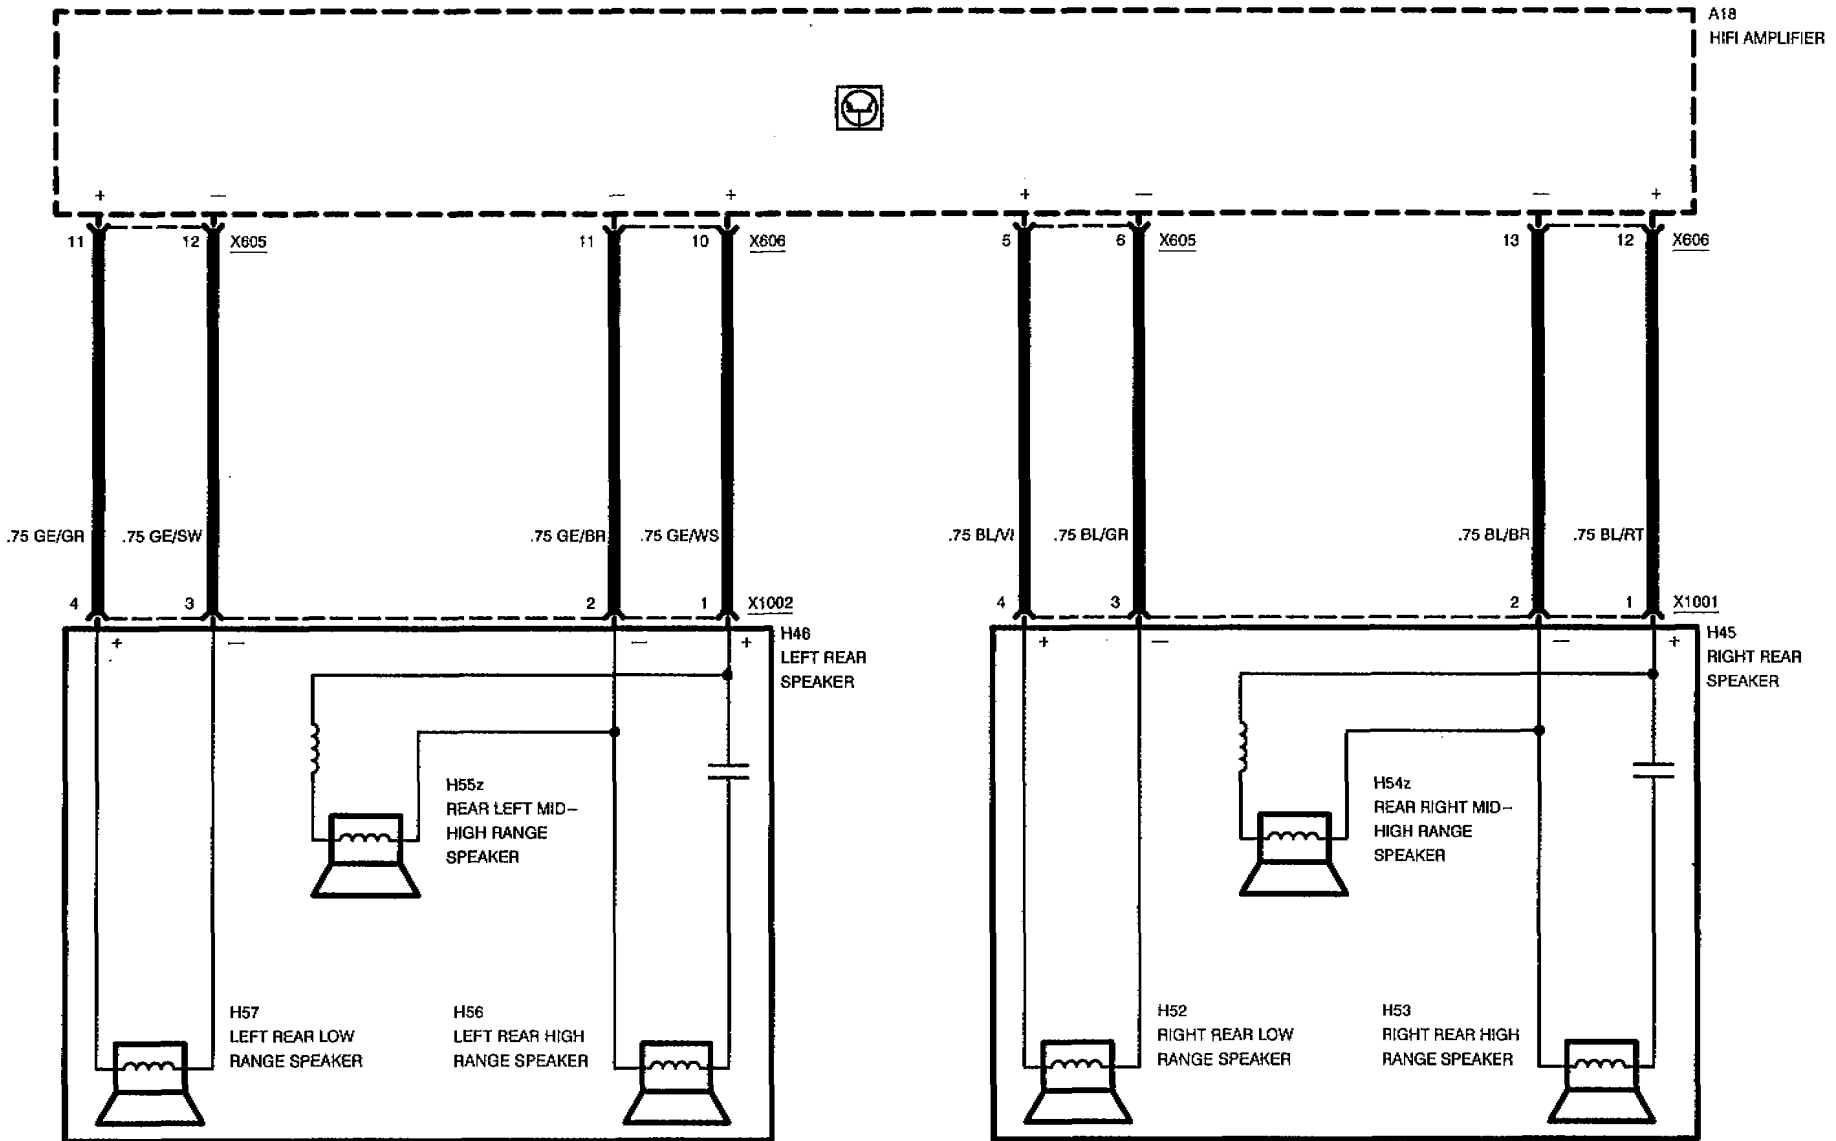 A18
HIFI AMPLIFIER
+ — — + + — — +
11 12 X605 11 10 X606 5 6 X605 13 12 X606
.75 GE/GR .75 GE/SW .75 GE/BR .75 GE/WS .75 BL/VI .75 BL/GR .75 BL/BR .75 BL/RT
4 3 2 1 X1002 4 3 2 1 X1001
+ — — + + — — +
H46
LEFT REAR
SPEAKER
H45
RIGHT REAR
SPEAKER
H55z
REAR LEFT MID–
HIGH RANGE
SPEAKER
H54z
REAR RIGHT MID–
HIGH RANGE
SPEAKER
H57
LEFT REAR LOW
RANGE SPEAKER
H56
LEFT REAR HIGH
RANGE SPEAKER
H52
RIGHT REAR LOW
RANGE SPEAKER
H53
RIGHT REAR HIGH
RANGE SPEAKER